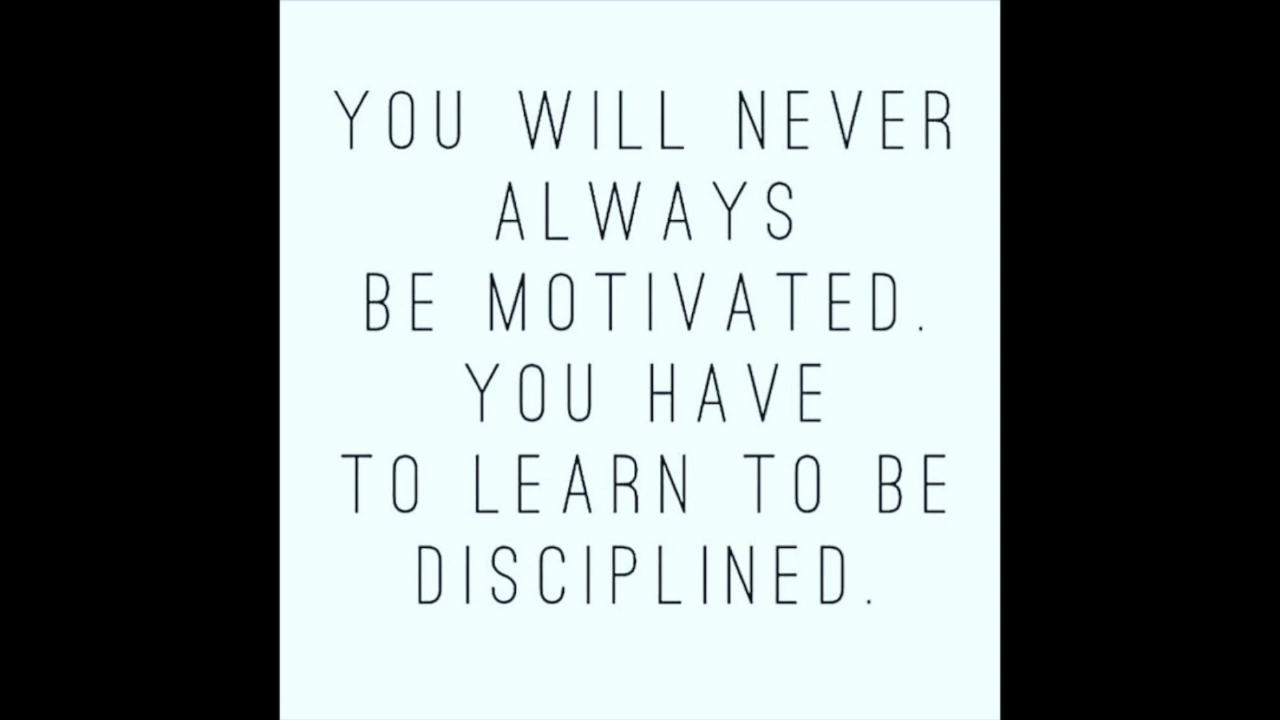 YOU WILL NEVER
ALWAYS
BE MOTIVATED.
YOU HAVE
TO LEARN TO BE
DISCIPLINED.